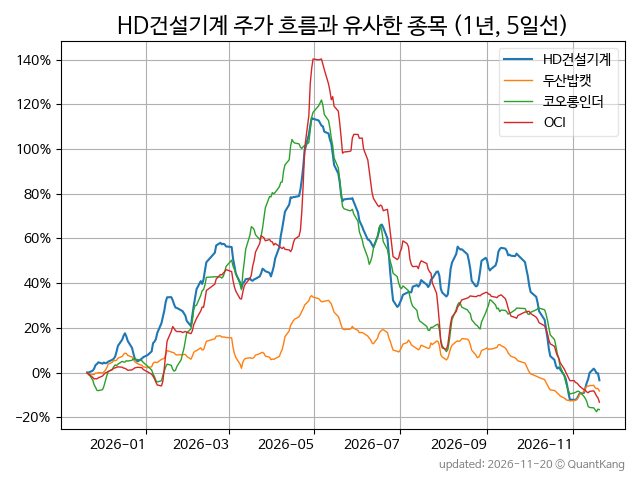 HD건설기계 주가 흐름과 유사한 종목 (1년, 5일선)
HD건설기계
두산밥캣
코오롱인더
OCI
140%
120%
100%
80%
60%
40%
20%
0%
−20%
2026-01 2026-03 2026-05 2026-07 2026-09 2026-11
updated: 2026-11-20 © QuantKang